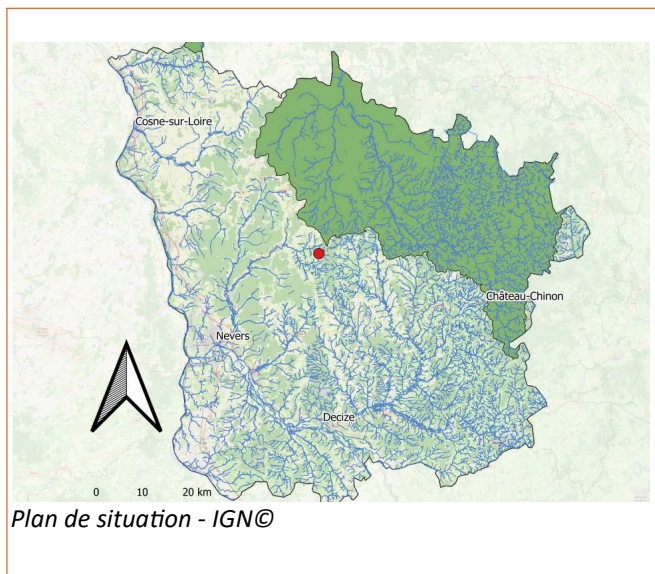 Cosne-sur-Loire
Château-Chinon
Nevers
Decize
0 10 20 km
Plan de situation - IGN©